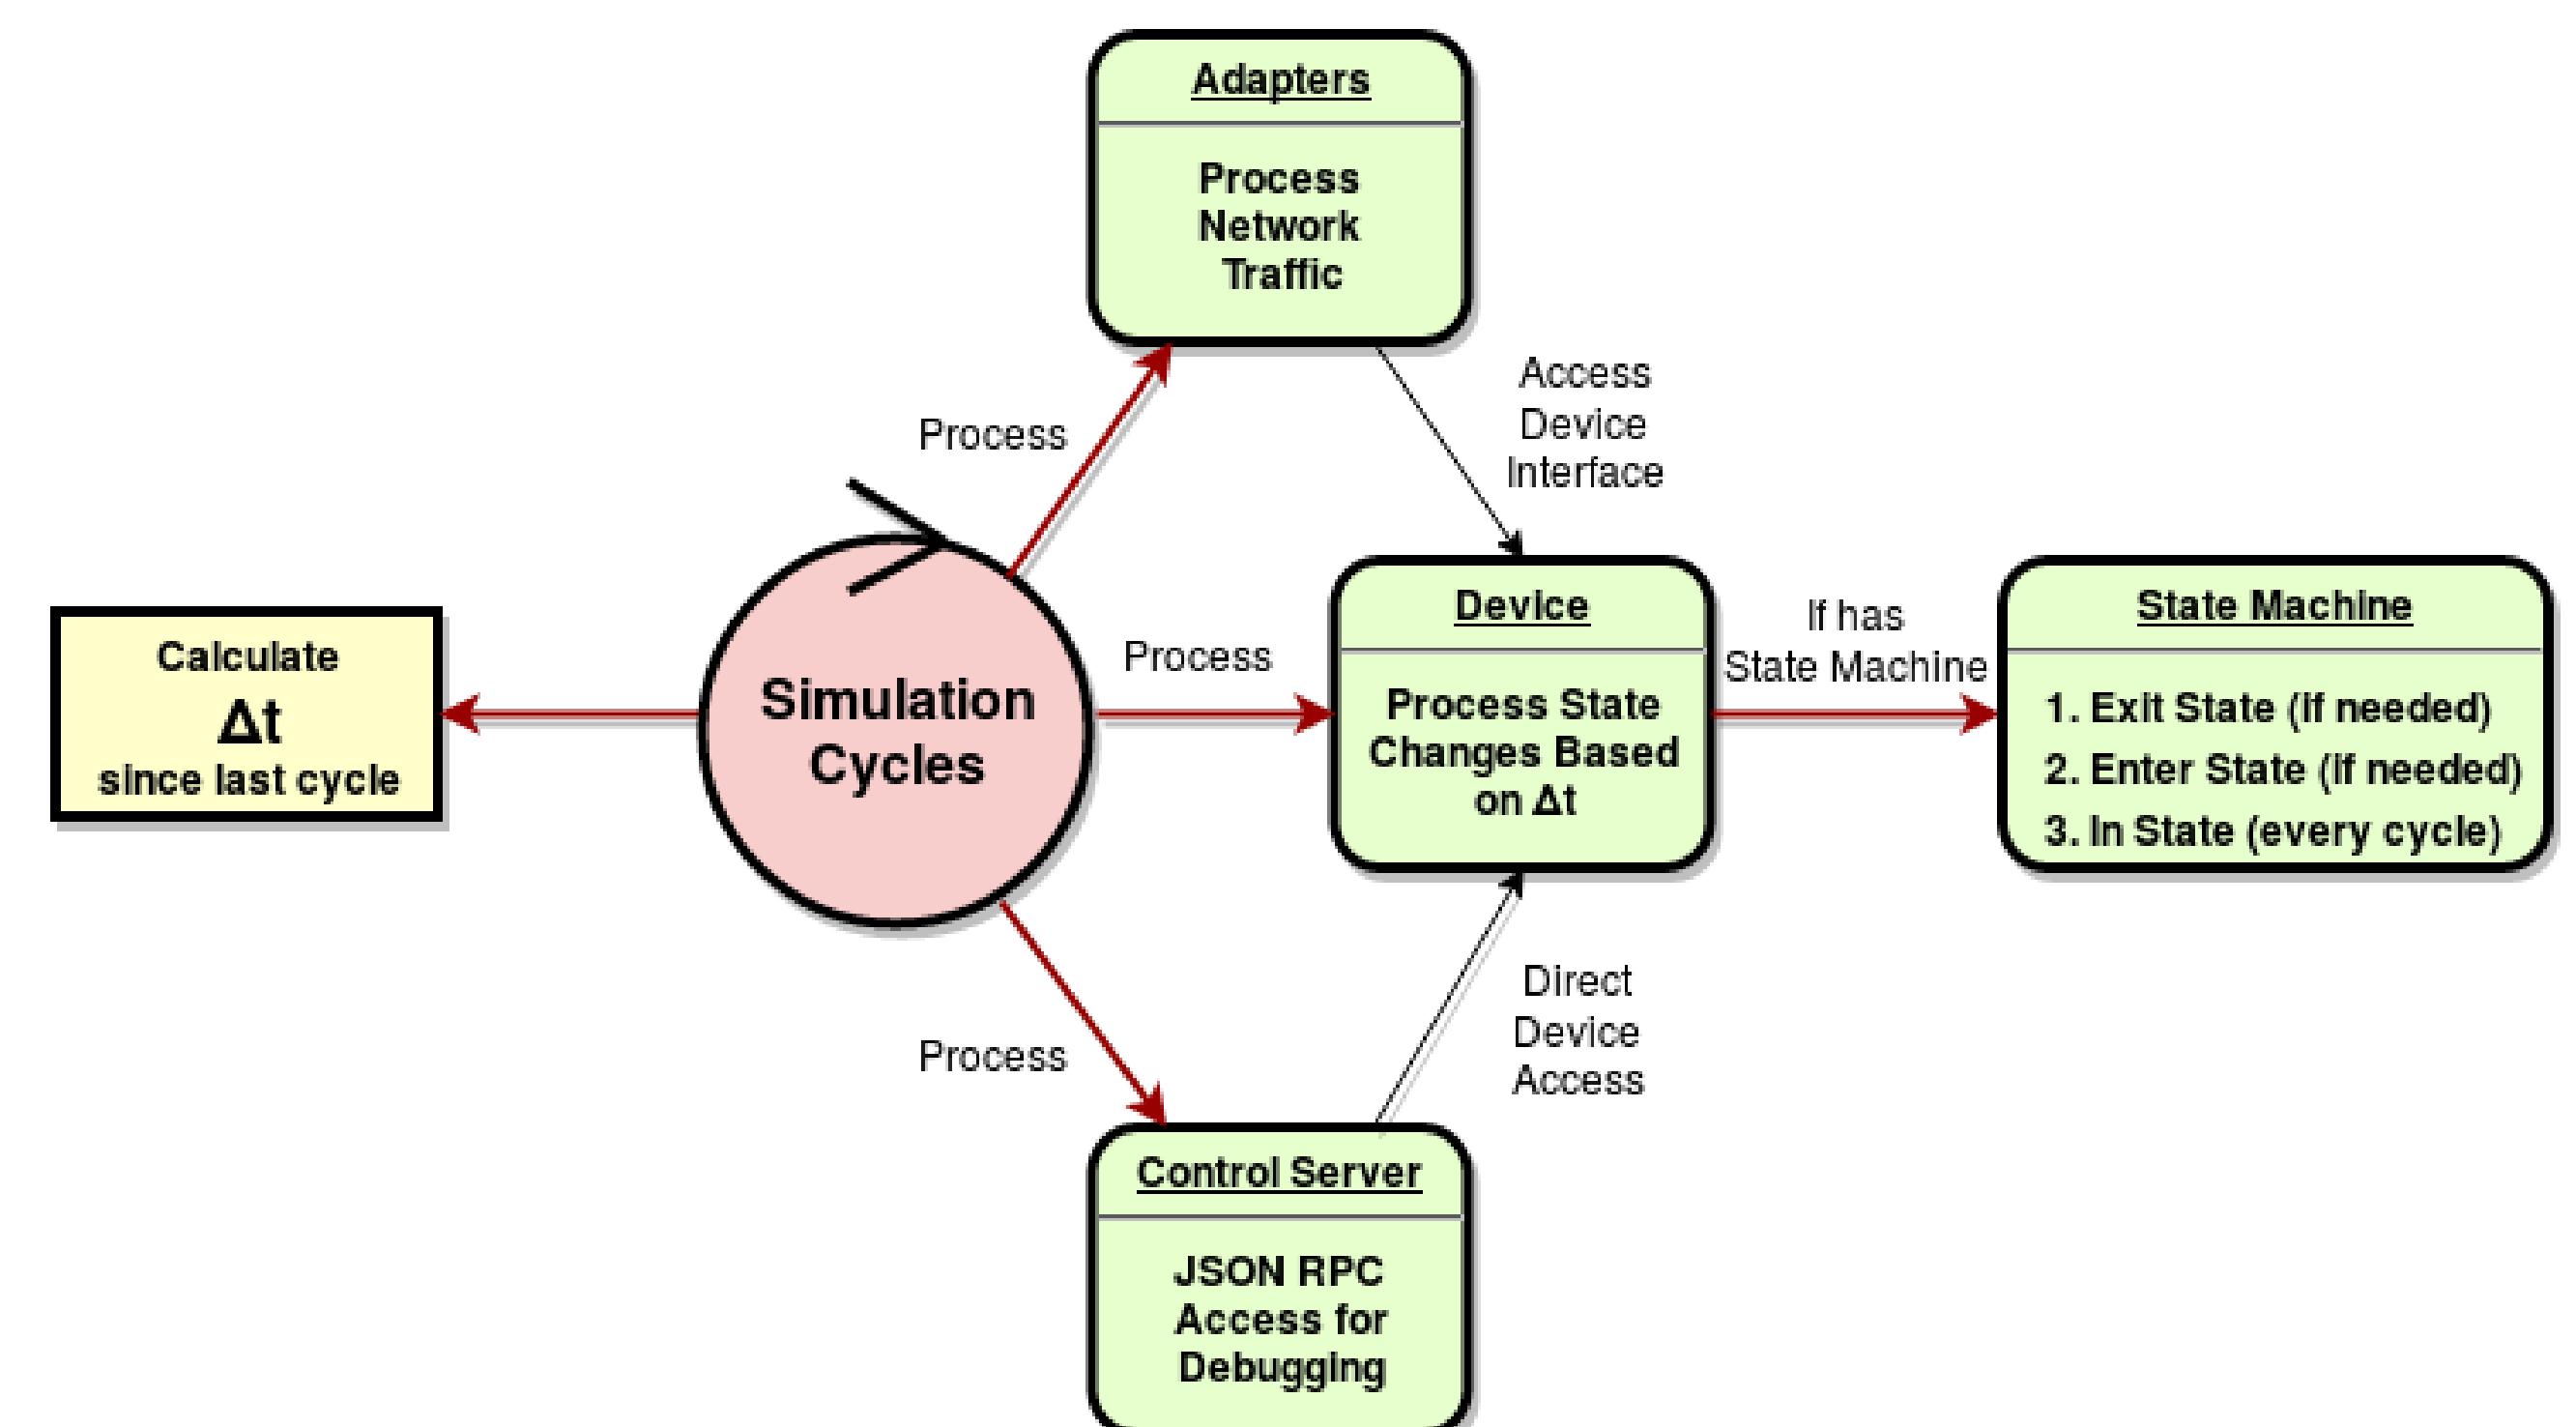 Adapters
Process
Network
Traffic
Process
Access
Device
Interface
Calculate
Δt
since last cycle
Simulation
Cycles
Process
Device
Process State
Changes Based
on Δt
If has
State Machine
State Machine
1. Exit State (if needed)
2. Enter State (if needed)
3. In State (every cycle)
Process
Direct
Device
Access
Control Server
JSON RPC
Access for
Debugging